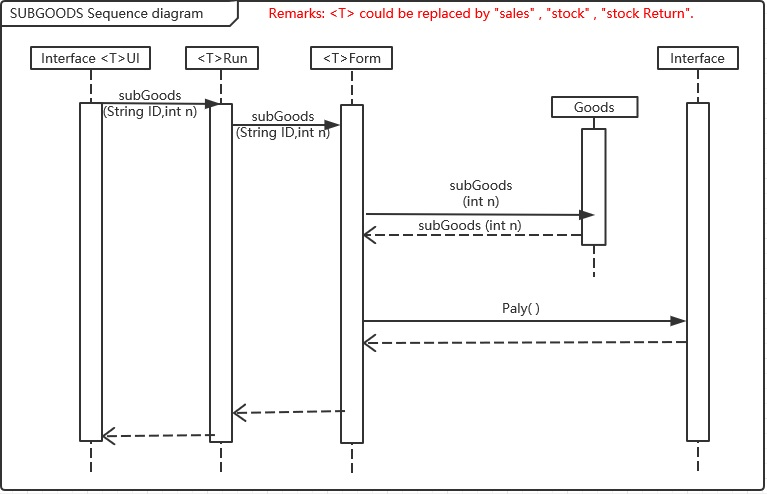 SUBGOODS Sequence diagram
Remarks: <T> could be replaced by "sales" , "stock" , "stock Return".
Interface <T>UI
<T>Run
<T>Form
Interface
subGoods
(String ID,int n)
subGoods
(String ID,int n)
Goods
subGoods
(int n)
subGoods (int n)
Paly( )